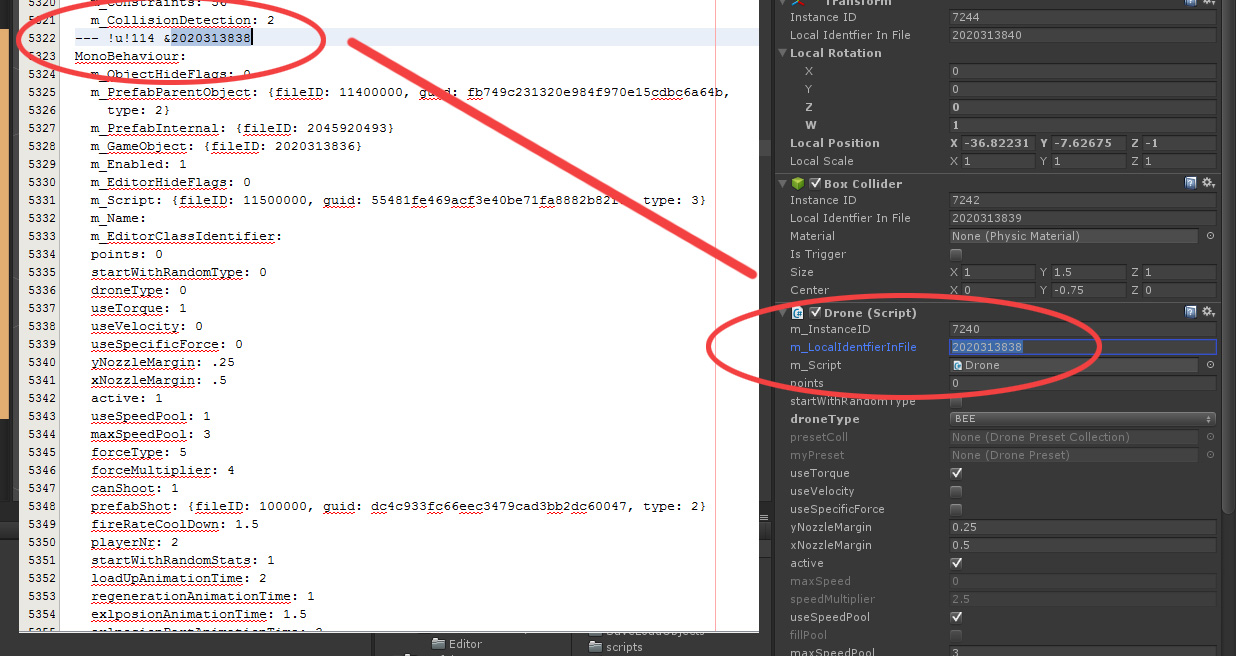 5320 m_Constraints: 56
5321 m_CollisionDetection: 2
5322 --- !u!114 &2020313838
5323 MonoBehaviour:
5324 m_ObjectHideFlags: 0
5325 m_PrefabParentObject: {fileID: 11400000, guid: fb749c231320e984f970e15cdbc6a64b,
5326 type: 2}
5327 m_PrefabInternal: {fileID: 2045920493}
5328 m_GameObject: {fileID: 2020313836}
5329 m_Enabled: 1
5330 m_EditorHideFlags: 0
5331 m_Script: {fileID: 11500000, guid: type: 3}
5332 m_Name:
5333 m_EditorClassIdentifier:
5334 points: 0
5335 startWithRandomType: 0
5336 droneType: 0
5337 useTorque: 1
5338 useVelocity: 0
5339 useSpecificForce: 0
5340 yNozzleMargin: .25
5341 xNozzleMargin: .5
5342 active: 1
5343 useSpeedPool: 1
5344 maxSpeedPool: 3
5345 forceType: 5
5346 forceMultiplier: 4
5347 canShoot: 1
5348 prefabShot: {fileID: 100000, guid: dc4c933fc66eec3479cad3bb2dc60047, type: 2}
5349 fireRateCoolDown: 1.5
5350 playerNr: 2
5351 startWithRandomStats: 1
5352 loadUpAnimationTime: 2
5353 regenerationAnimationTime: 1
5354 exlposionAnimationTime: 1.5
Transform
Instance ID 7244
Local Identfier In File 2020313840
Local Rotation
X 0
Y 0
Z 0
W 1
Local Position X -36.82231 Y -7.62675 Z -1
Local Scale X 1 Y 1 Z 1
Box Collider
Instance ID 7242
Local Identfier In File 2020313839
Material None (Physic Material)
Is Trigger
Size X 1 Y 1.5 Z 1
Center X 0 Y -0.75 Z 0
Drone (Script)
m_InstanceID 7240
m_LocalIdentfierInFile 2020313838
m_Script Drone
points 0
startWithRandomType
droneType BEE
presetColl None (Drone Preset Collection)
myPreset None (Drone Preset)
useTorque
useVelocity
useSpecificForce
yNozzleMargin 0.25
xNozzleMargin 0.5
active
maxSpeed 0
speedMultiplier 2.5
useSpeedPool
fillPool
maxSpeedPool 3
SaveLoadObjects
Editor
scripts